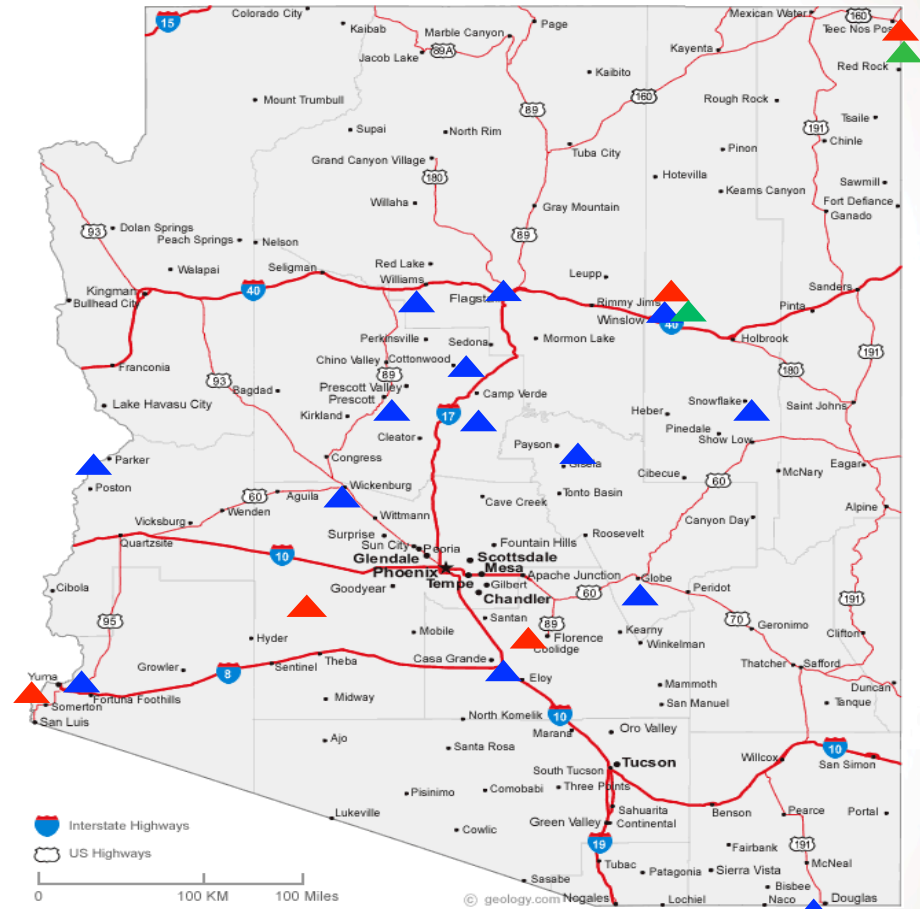 Colorado City
15
Kaibab
Marble Canyon
Page
Mexican Water
160
Teec Nos Pos
Jacob Lake
89A
Kayenta
Red Rock
Kaibito
160
Mount Trumbull
89
Rough Rock
Tsaile
Supai
North Rim
191
Chinle
Tuba City
Pinon
Grand Canyon Village
180
Hotevilla
Keams Canyon
Sawmill
Willaha
Gray Mountain
Fort Defiance
Ganado
93
Dolan Springs
89
Peach Springs
Nelson
Walapai
Seligman
Red Lake
Leupp
Williams
Kingman
40
Flagsta
Sanders
Bullhead City
Rimmy Jims
Pinta
Winslow
40
Perkinsville
Sedona
Mormon Lake
Holbrook
Franconia
Chino Valley
Cottonwood
191
93
89
180
Bagdad
Prescott Valley
Prescott
Camp Verde
Lake Havasu City
Kirkland
17
Heber
Snowflake
Saint Johns
Cleator
Pinedale
Show Low
Payson
Parker
Congress
Gisela
Eagar
Poston
Wickenburg
Cibecue
60
McNary
60
Aguila
Tonto Basin
Wenden
Cave Creek
Alpine
Vicksburg
Wittmann
Canyon Day
Quartzsite
Surprise
Roosevelt
Sun City
Peoria
Fountain Hills
10
Glendale
Scottsdale
Phoenix
Mesa
Tempe
Apache Junction
Globe
Cibola
Goodyear
Gilbert
60
Peridot
Chandler
191
95
Santan
89
70
Geronimo
Hyder
Mobile
Florence
Kearny
Clifton
Coolidge
Winkelman
Growler
Sentinel
Theba
Casa Grande
Thatcher
Safford
Yuma
8
Eloy
Mammoth
Duncan
Fortuna Foothills
Somerton
Midway
San Manuel
Tanque
San Luis
North Komelik
10
Marana
Oro Valley
Ajo
Santa Rosa
Willcox
10
South Tucson
Tucson
San Simon
Pisinimo
Comobabi
Three Points
Lukeville
Sahuarita
Benson
Pearce
Portal
Interstate Highways
Cowlic
Green Valley
Continental
US Highways
19
Fairbank
191
Tubac
McNeal
Patagonia
Sierra Vista
Sasabe
Bisbee
0
100 KM
100 Miles
© geology.com
Nogales
Lochiel
Naco
Douglas